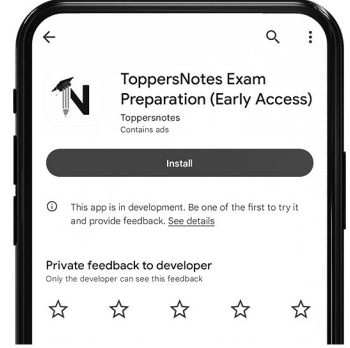 ToppersNotes Exam
Preparation (Early Access)
Toppersnotes
Contains ads
Install
This app is in development. Be one of the first to try it
and provide feedback. See details
Private feedback to developer
Only the developer can see this feedback